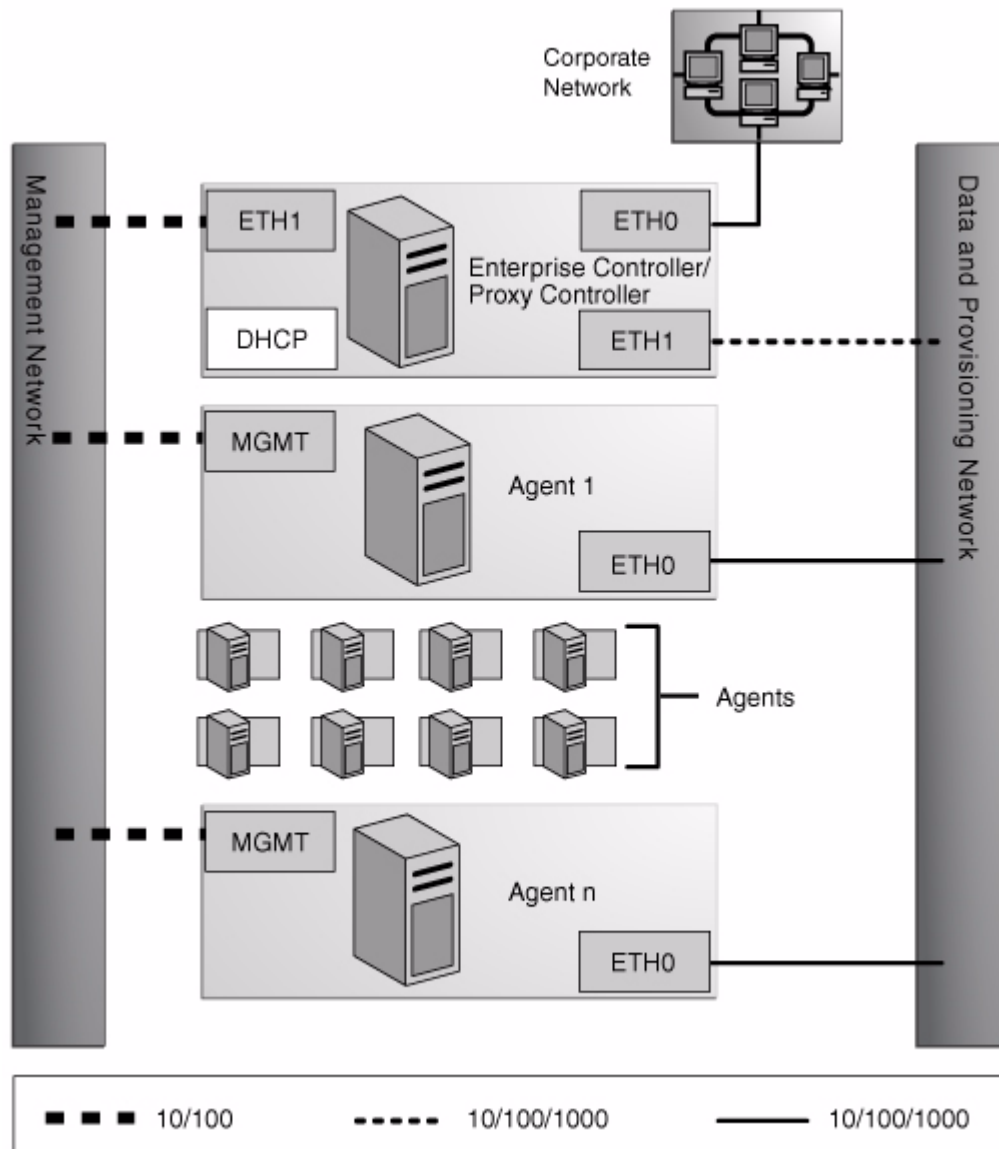 Corporate
Network
Management Network
Data and Provisioning Network
ETH1
ETH0
Enterprise Controller/
Proxy Controller
DHCP
ETH1
MGMT
Agent 1
ETH0
Agents
MGMT
Agent n
ETH0
10/100
10/100/1000
10/100/1000